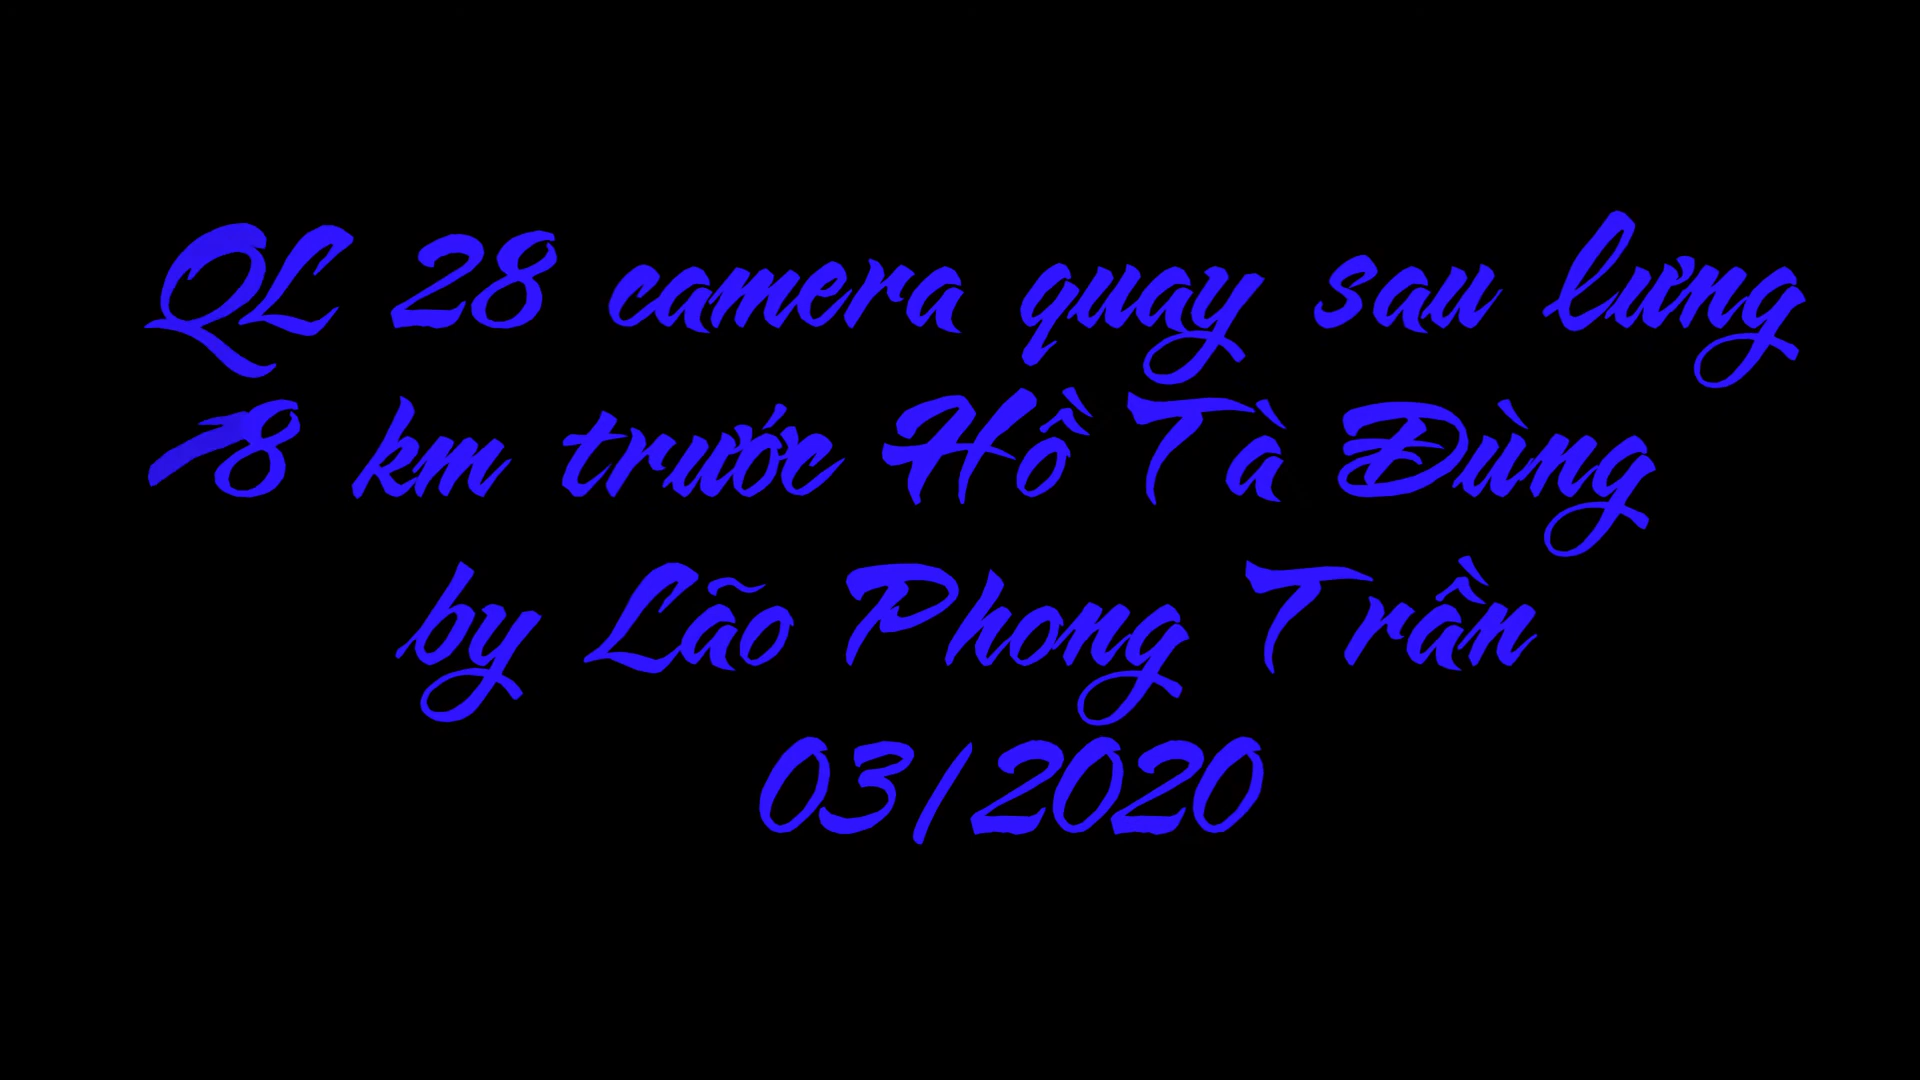 QL 28 camera quay sau lưng
8 km trước Hồ Tà Đùng
by Lão Phong Trần
03/2020